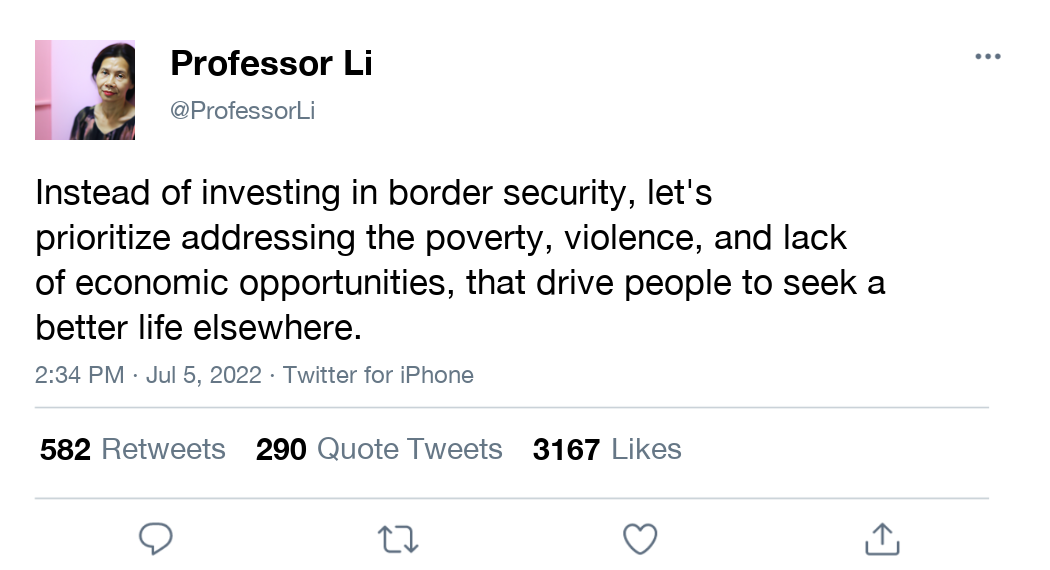 Professor Li
@ProfessorLi
Instead of investing in border security, let's
prioritize addressing the poverty, violence, and lack
of economic opportunities, that drive people to seek a
better life elsewhere.
2:34 PM · Jul 5, 2022 · Twitter for iPhone
582 Retweets 290 Quote Tweets 3167 Likes